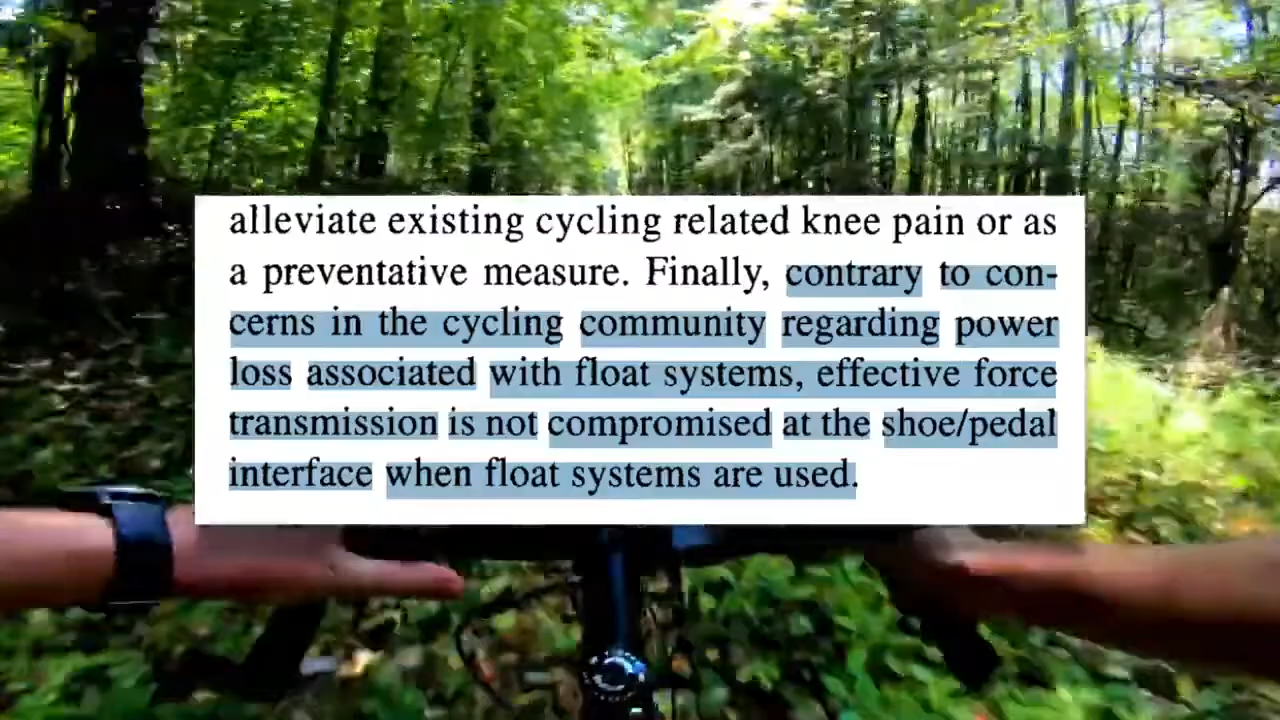 alleviate existing cycling related knee pain or as
a preventative measure. Finally, contrary to con-
cerns in the cycling community regarding power
loss associated with float systems, effective force
transmission is not compromised at the shoe/pedal
interface when float systems are used.